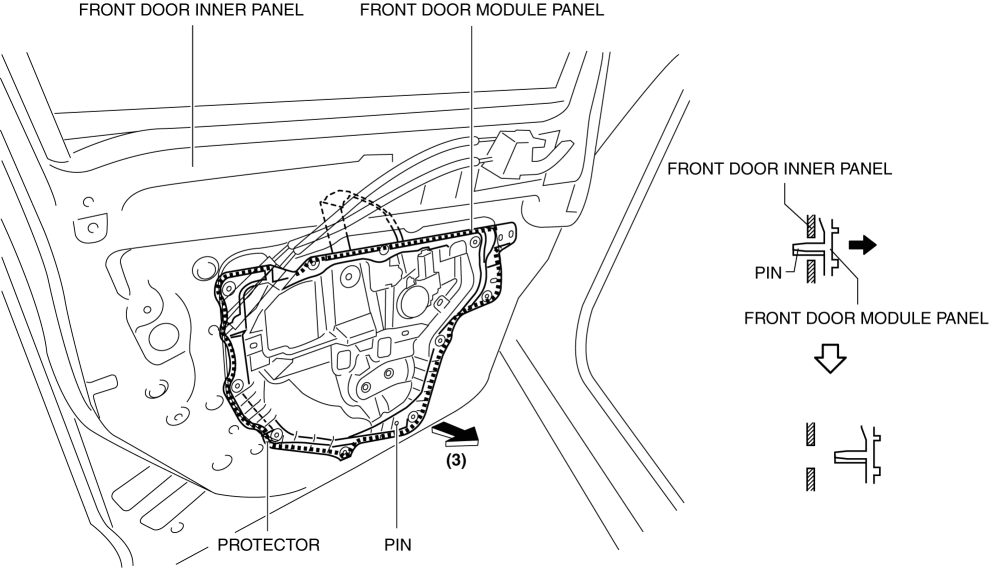 FRONT DOOR INNER PANEL
FRONT DOOR MODULE PANEL
FRONT DOOR INNER PANEL
PIN
FRONT DOOR MODULE PANEL
(3)
PROTECTOR
PIN